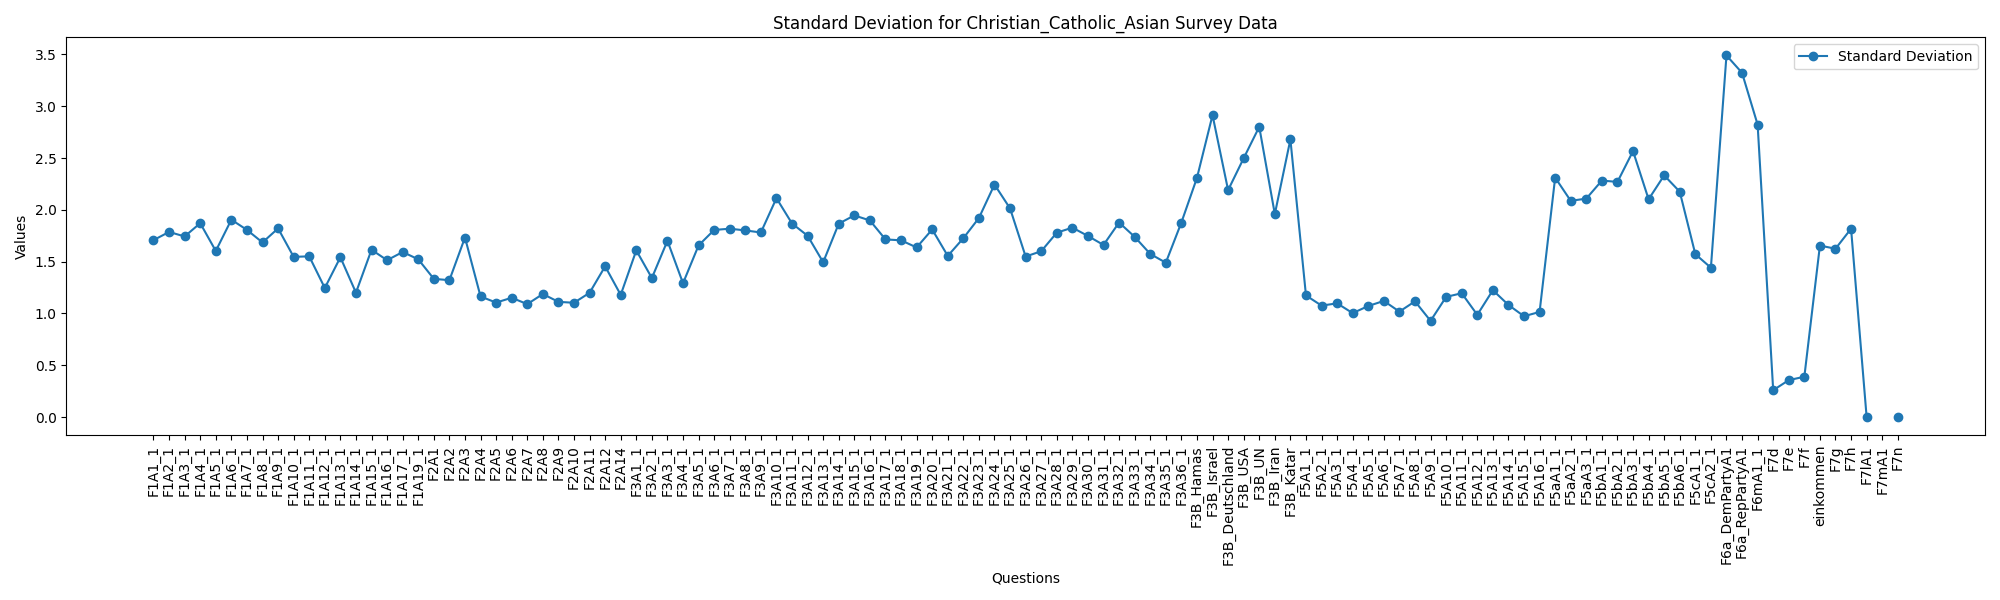 Standard Deviation for Christian_Catholic_Asian Survey Data
Standard Deviation
Values
3.5
3.0
2.5
2.0
1.5
1.0
0.5
0.0
F1A1_1
F1A2_1
F1A3_1
F1A4_1
F1A5_1
F1A6_1
F1A7_1
F1A8_1
F1A9_1
F1A10_1
F1A11_1
F1A12_1
F1A13_1
F1A14_1
F1A15_1
F1A16_1
F1A17_1
F1A19_1
F2A1
F2A2
F2A3
F2A4
F2A5
F2A6
F2A7
F2A8
F2A9
F2A10
F2A11
F2A12
F2A14
F3A1_1
F3A2_1
F3A3_1
F3A4_1
F3A5_1
F3A6_1
F3A7_1
F3A8_1
F3A9_1
F3A10_1
F3A11_1
F3A12_1
F3A13_1
F3A14_1
F3A15_1
F3A16_1
F3A17_1
F3A18_1
F3A19_1
F3A20_1
F3A21_1
F3A22_1
F3A23_1
F3A24_1
F3A25_1
F3A26_1
F3A27_1
F3A28_1
F3A29_1
F3A30_1
F3A31_1
F3A32_1
F3A33_1
F3A34_1
F3A35_1
F3A36_1
F3B_Hamas
F3B_Israel
F3B_Deutschland
F3B_USA
F3B_UN
F3B_Iran
F3B_Katar
F5A1_1
F5A2_1
F5A3_1
F5A4_1
F5A5_1
F5A6_1
F5A7_1
F5A8_1
F5A9_1
F5A10_1
F5A11_1
F5A12_1
F5A13_1
F5A14_1
F5A15_1
F5A16_1
F5aA1_1
F5aA2_1
F5aA3_1
F5bA1_1
F5bA2_1
F5bA3_1
F5bA4_1
F5bA5_1
F5bA6_1
F5cA1_1
F5cA2_1
F6a_DemPartyA1
F6a_RepPartyA1
F6mA1_1
F7d
F7e
F7f
einkommen
F7g
F7h
F7lA1
F7mA1
F7n
Questions